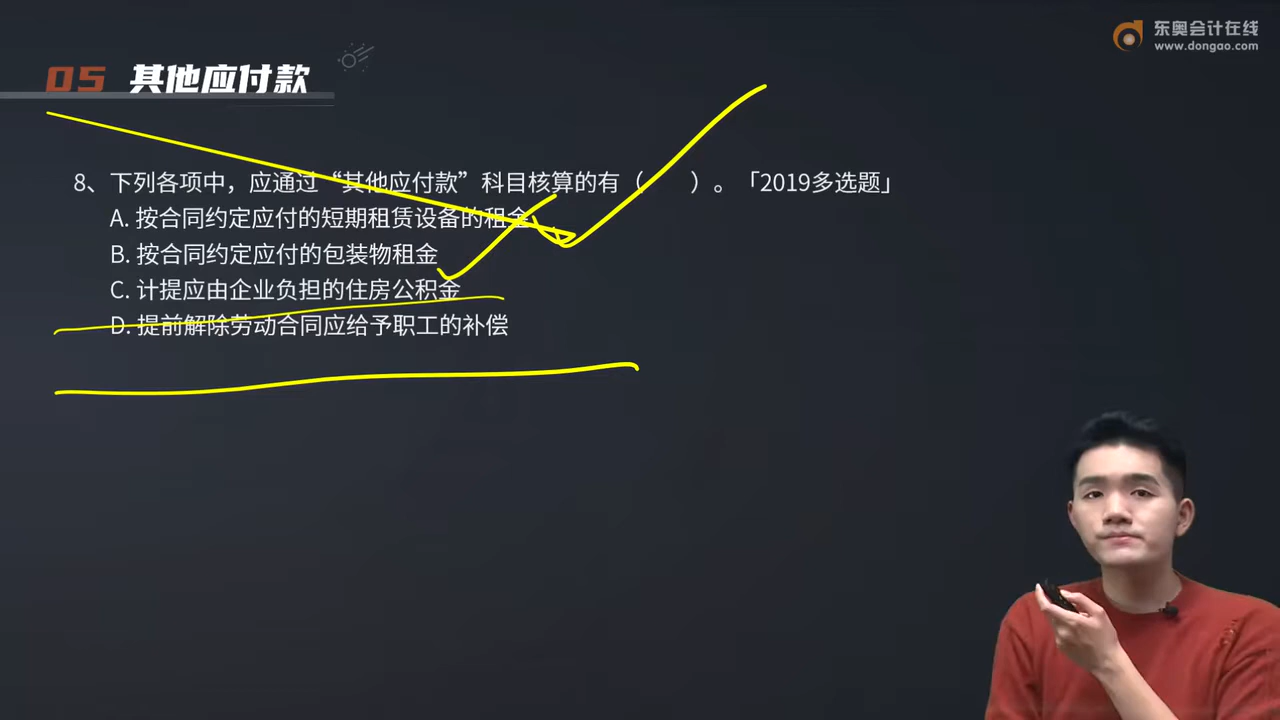 东奥会计在线
www.dongao.com
05 其他应付款
8、下列各项中，应通过“其他应付款”科目核算的有（　　）。「2019多选题」
A. 按合同约定应付的短期租赁设备的租金
B. 按合同约定应付的包装物租金
C. 计提应由企业负担的住房公积金
D. 提前解除劳动合同应给予职工的补偿